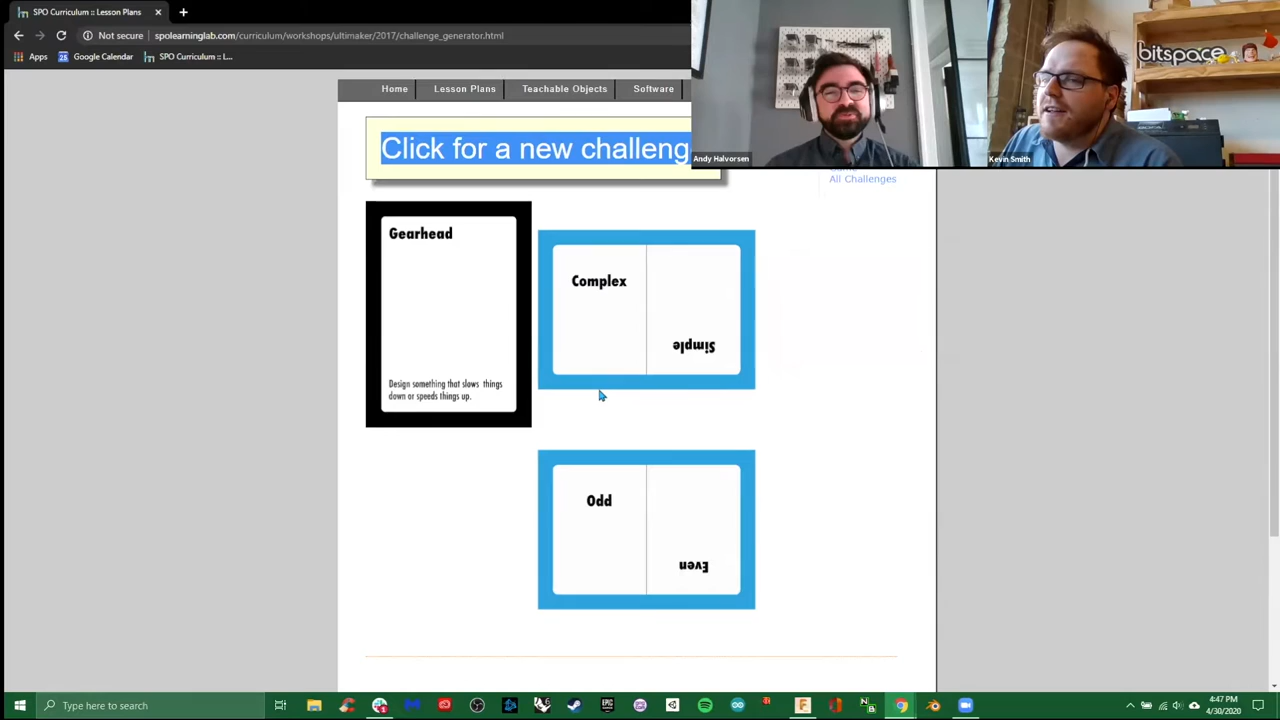 SPO Curriculum :: Lesson Plans
Not secure
spolearninglab.com/curriculum/workshops/ultimaker/2017/challenge_generator.html
Apps
Google Calendar
SPO Curriculum :: L...
bitspace
Andy Halvorsen
Kevin Smith
Home
Lesson Plans
Teachable Objects
Software
Click for a new challeng
All Challenges
Gearhead
Design something that slows things
down or speeds things up.
Complex
Simple
Odd
Even
Type here to search
4:47 PM
4/30/2020